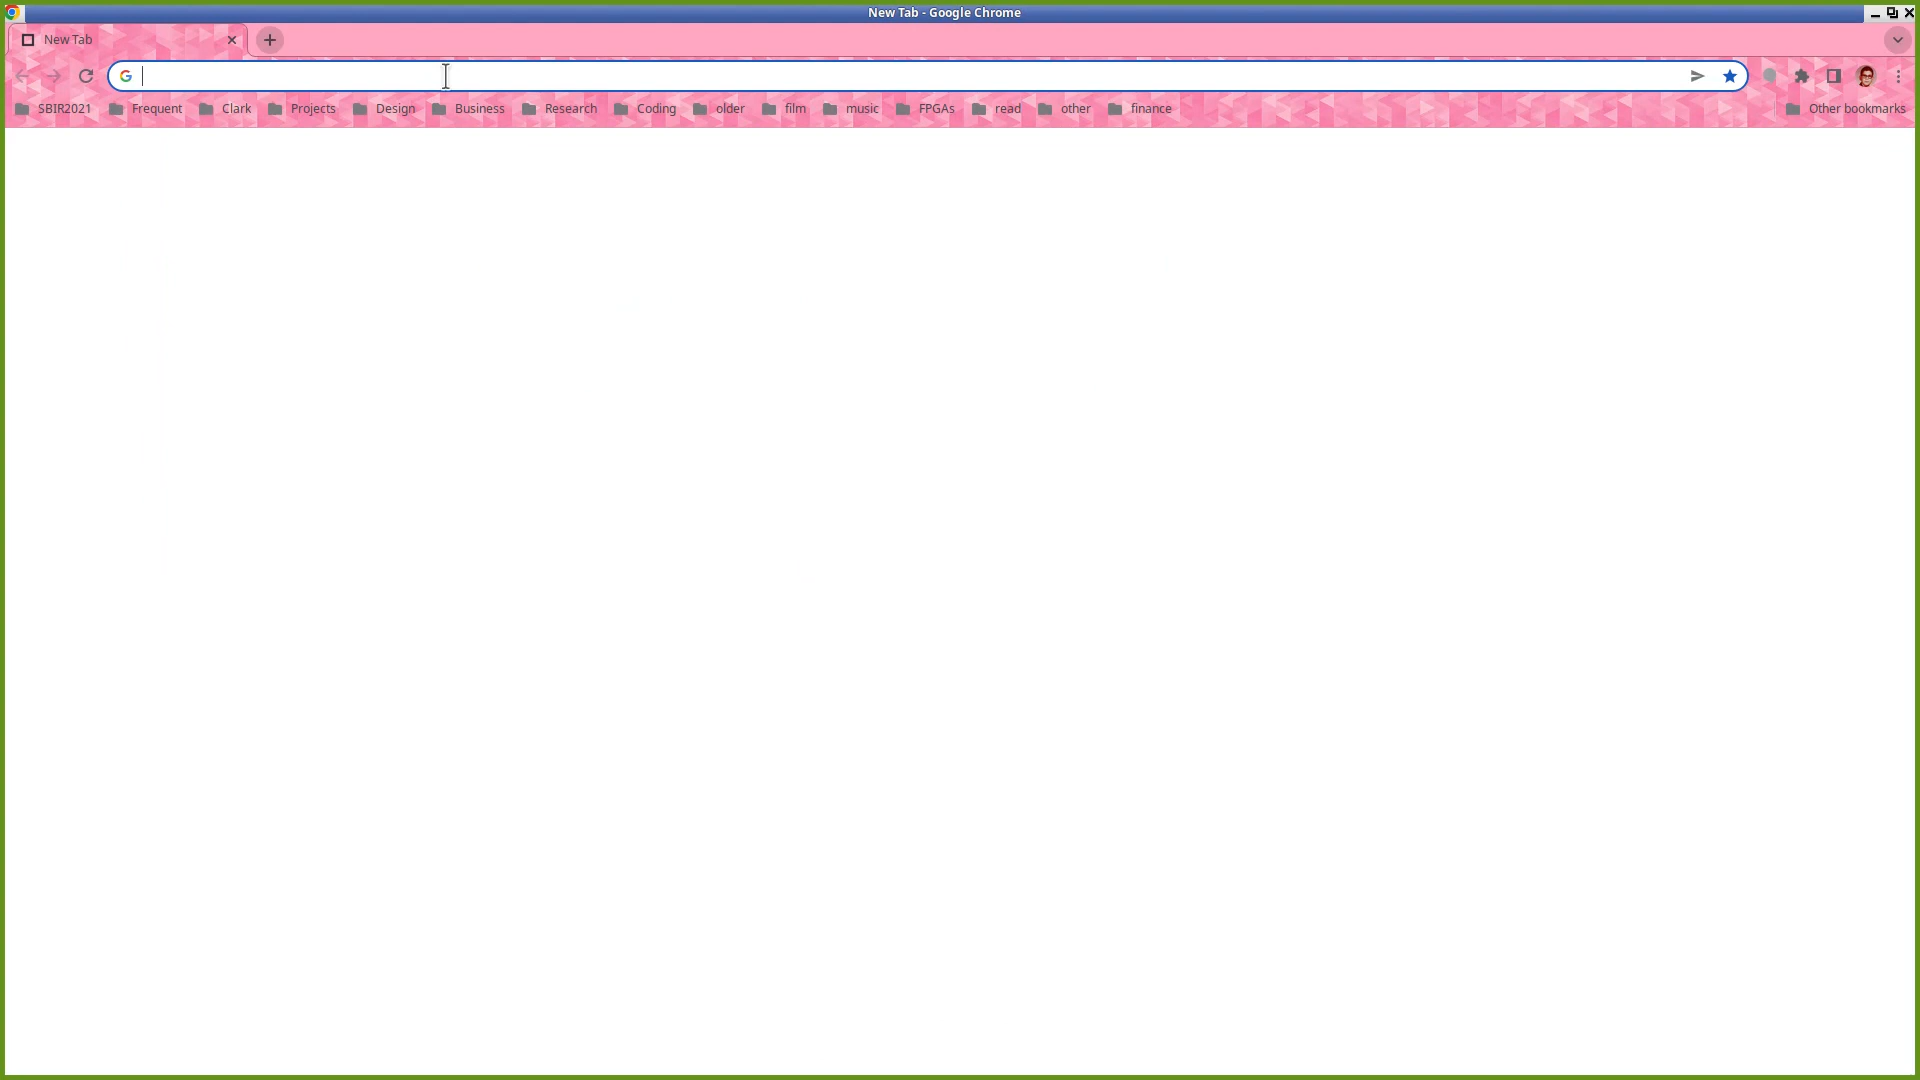 New Tab - Google Chrome
New Tab
SBIR2021 Frequent Clark Projects Design Business Research Coding older film music FPGAs read other finance Other bookmarks